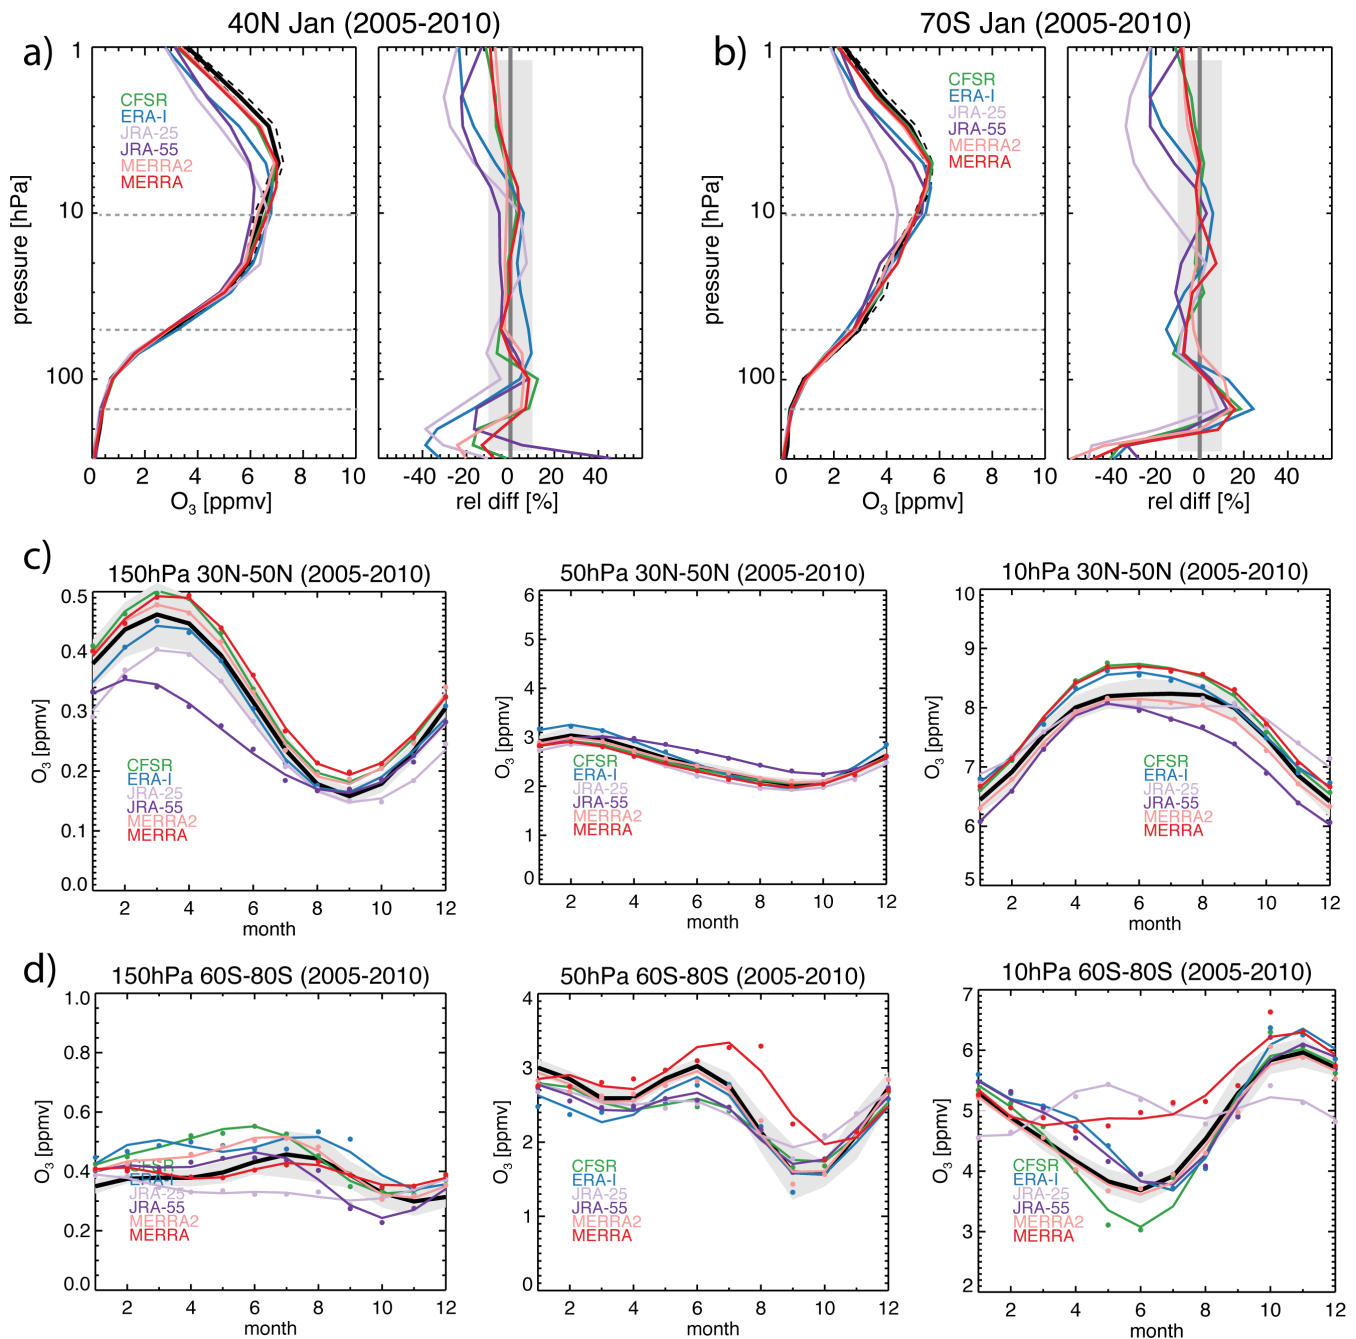 40N Jan (2005-2010)
70S Jan (2005-2010)
a)
b)
1
10
100
pressure [hPa]
CFSR
ERA-I
JRA-25
JRA-55
MERRA2
MERRA
0 2 4 6 8 10
O3 [ppmv]
-40 -20 0 20 40
rel diff [%]
1
10
100
pressure [hPa]
CFSR
ERA-I
JRA-25
JRA-55
MERRA2
MERRA
0 2 4 6 8 10
O3 [ppmv]
-40 -20 0 20 40
rel diff [%]
c)
150hPa 30N-50N (2005-2010)
0.5
0.4
0.3
0.2
0.1
0.0
O3 [ppmv]
CFSR
ERA-I
JRA-25
JRA-55
MERRA2
MERRA
2 4 6 8 10 12
month
50hPa 30N-50N (2005-2010)
6
5
4
3
2
1
0
O3 [ppmv]
CFSR
ERA-I
JRA-25
JRA-55
MERRA2
MERRA
2 4 6 8 10 12
month
10hPa 30N-50N (2005-2010)
10
9
8
7
6
5
O3 [ppmv]
CFSR
ERA-I
JRA-25
JRA-55
MERRA2
MERRA
2 4 6 8 10 12
month
d)
150hPa 60S-80S (2005-2010)
1.0
0.8
0.6
0.4
0.2
0.0
O3 [ppmv]
CFSR
ERA-I
JRA-25
JRA-55
MERRA2
MERRA
2 4 6 8 10 12
month
50hPa 60S-80S (2005-2010)
4
3
2
1
0
O3 [ppmv]
CFSR
ERA-I
JRA-25
JRA-55
MERRA2
MERRA
2 4 6 8 10 12
month
10hPa 60S-80S (2005-2010)
7
6
5
4
3
2
O3 [ppmv]
CFSR
ERA-I
JRA-25
JRA-55
MERRA2
MERRA
2 4 6 8 10 12
month